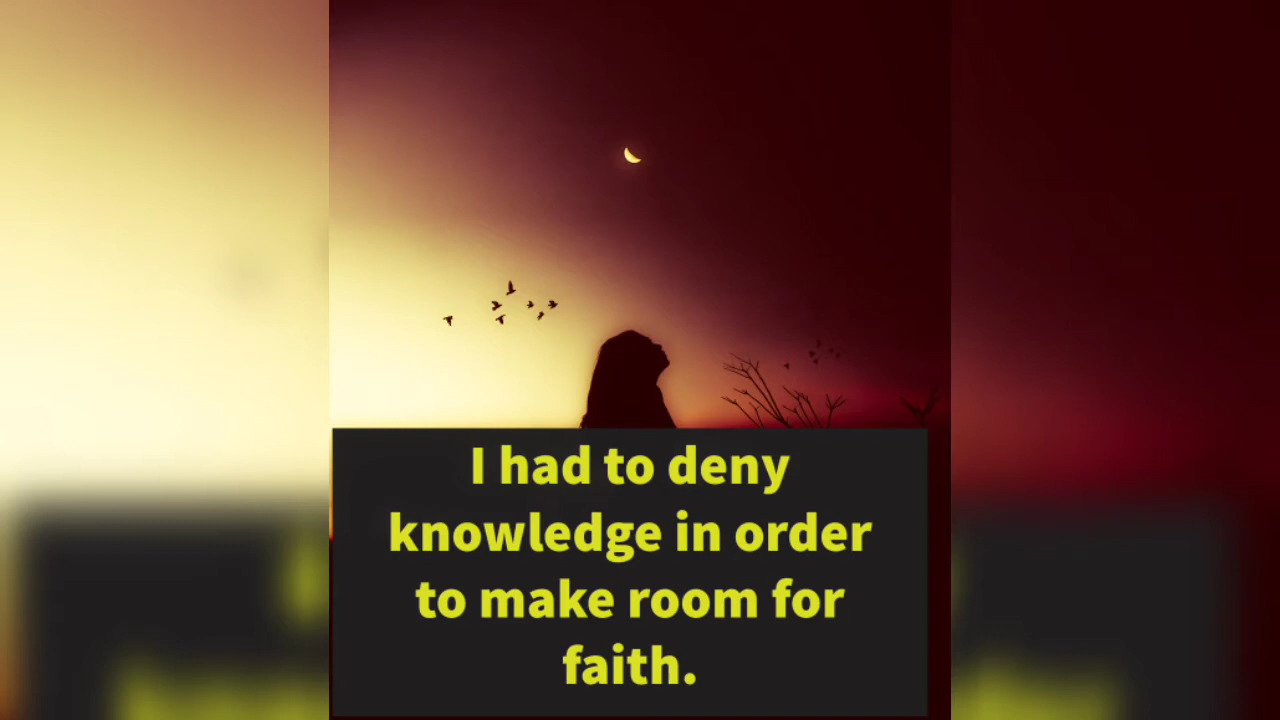 I had to deny
knowledge in order
to make room for
faith.